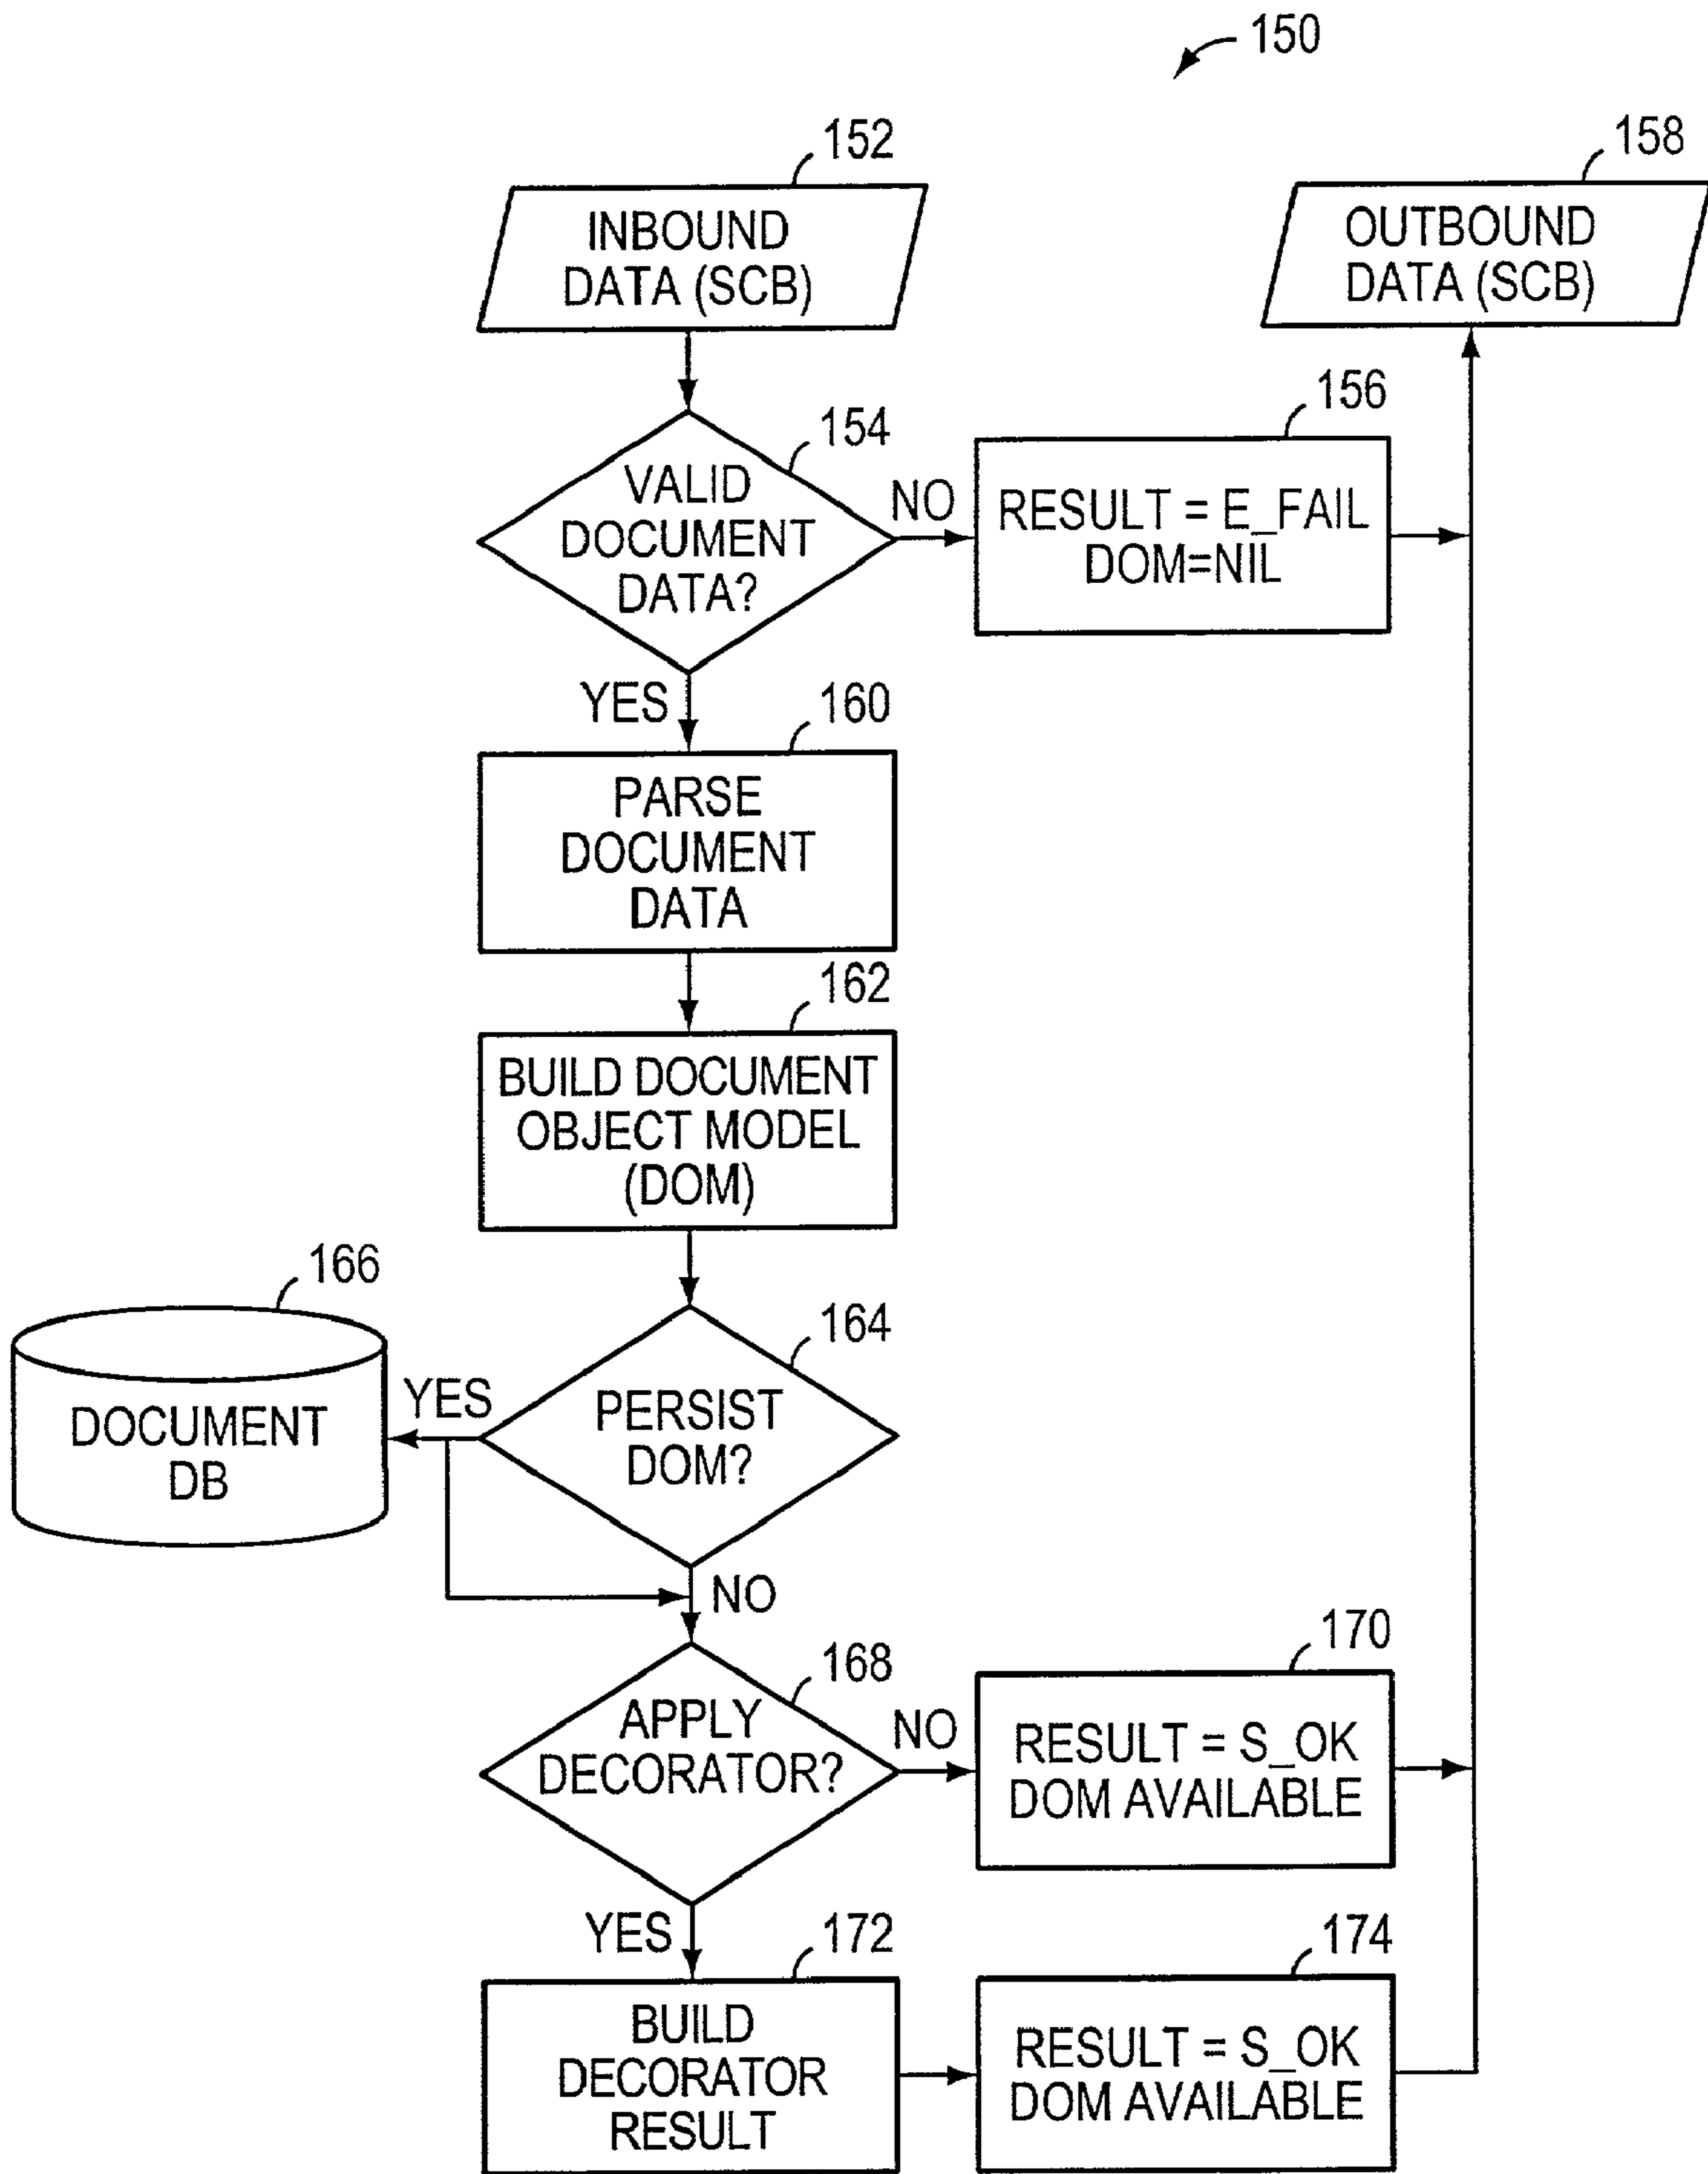 150
152
INBOUND
DATA (SCB)
158
OUTBOUND
DATA (SCB)
154
VALID
DOCUMENT
DATA?
NO
156
RESULT = E_FAIL
DOM=NIL
YES
160
PARSE
DOCUMENT
DATA
162
BUILD DOCUMENT
OBJECT MODEL
(DOM)
166
DOCUMENT
DB
YES
164
PERSIST
DOM?
NO
168
APPLY
DECORATOR?
NO
170
RESULT = S_OK
DOM AVAILABLE
YES
172
BUILD
DECORATOR
RESULT
174
RESULT = S_OK
DOM AVAILABLE